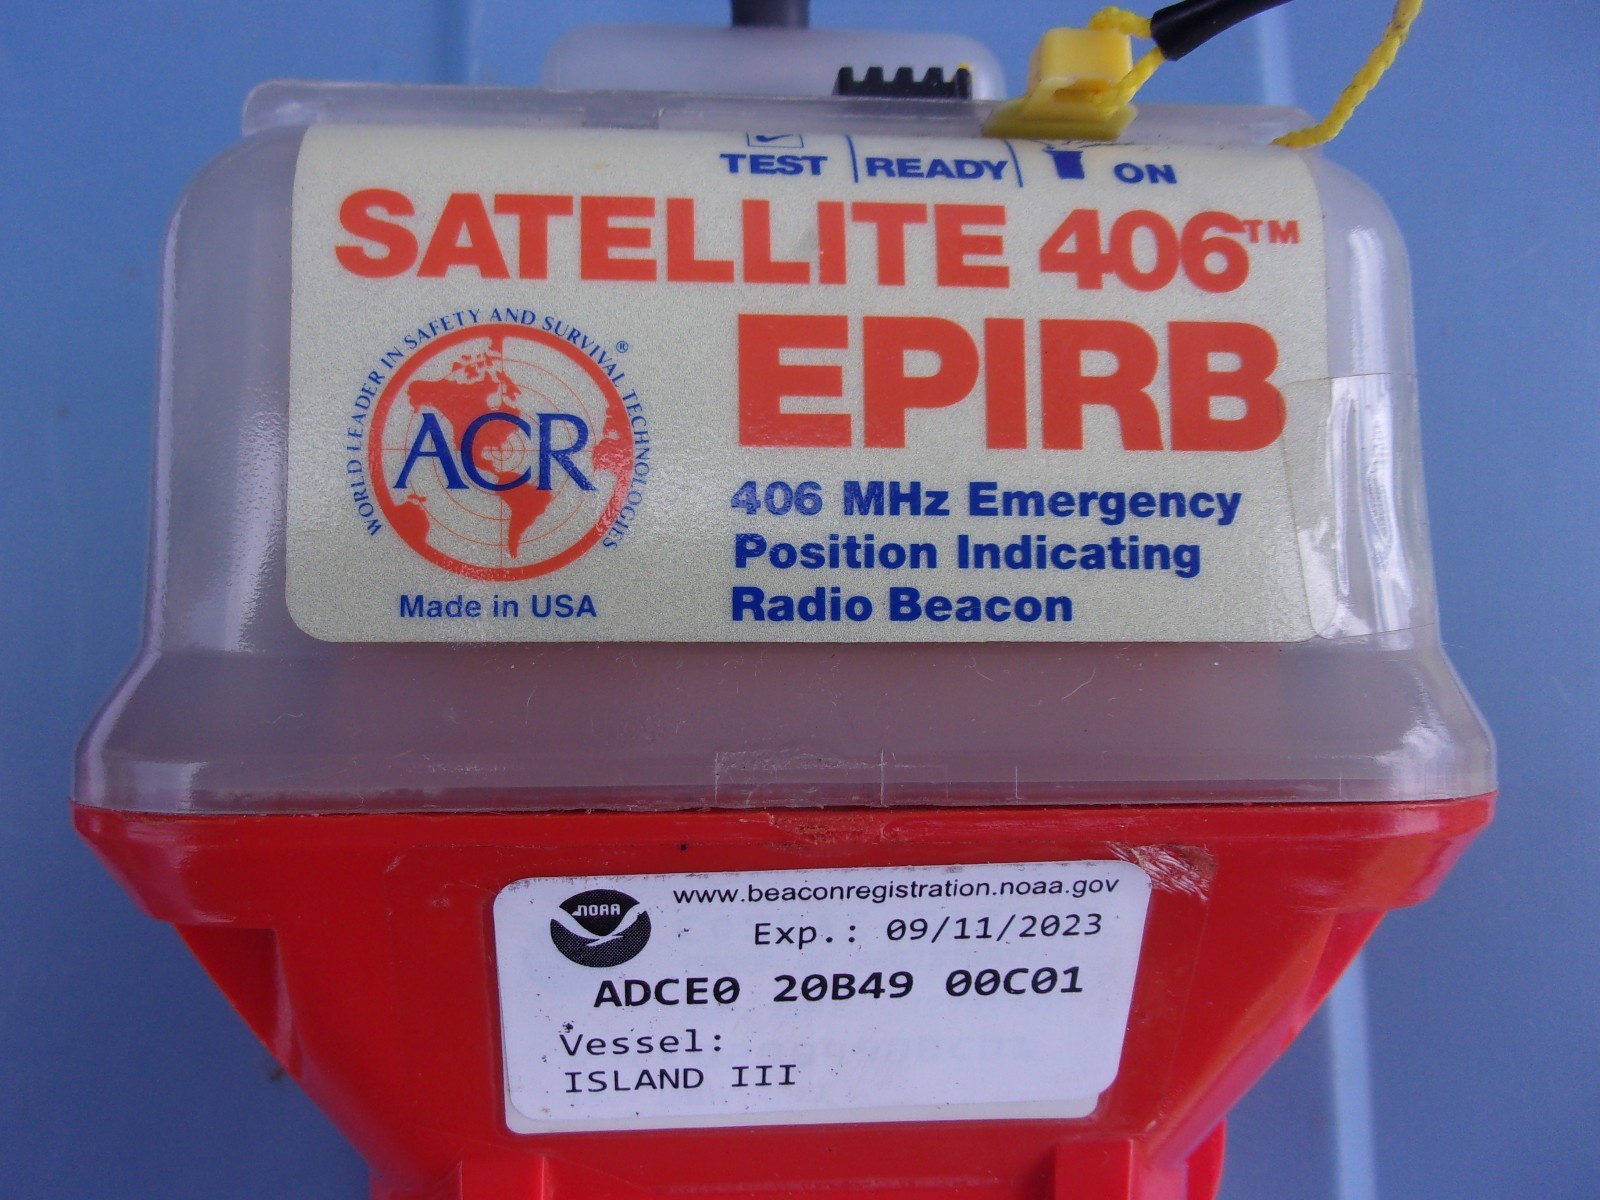 TEST READY ON
SATELLITE 406™
EPIRB
WORLD LEADER IN SAFETY AND SURVIVAL TECHNOLOGIES ®
ACR
Made in USA
406 MHz Emergency
Position Indicating
Radio Beacon
NOAA
www.beaconregistration.noaa.gov
Exp.: 09/11/2023
ADCE0 20B49 00C01
Vessel:
ISLAND III